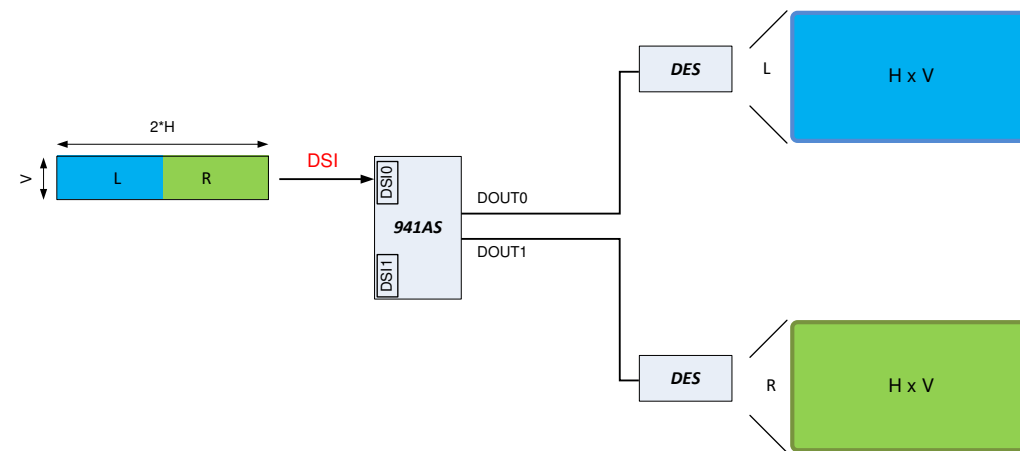 2*H
V
L
R
DSI
DSI0
941AS
DSI1
DOUT0
DOUT1
DES
L
H x V
DES
R
H x V